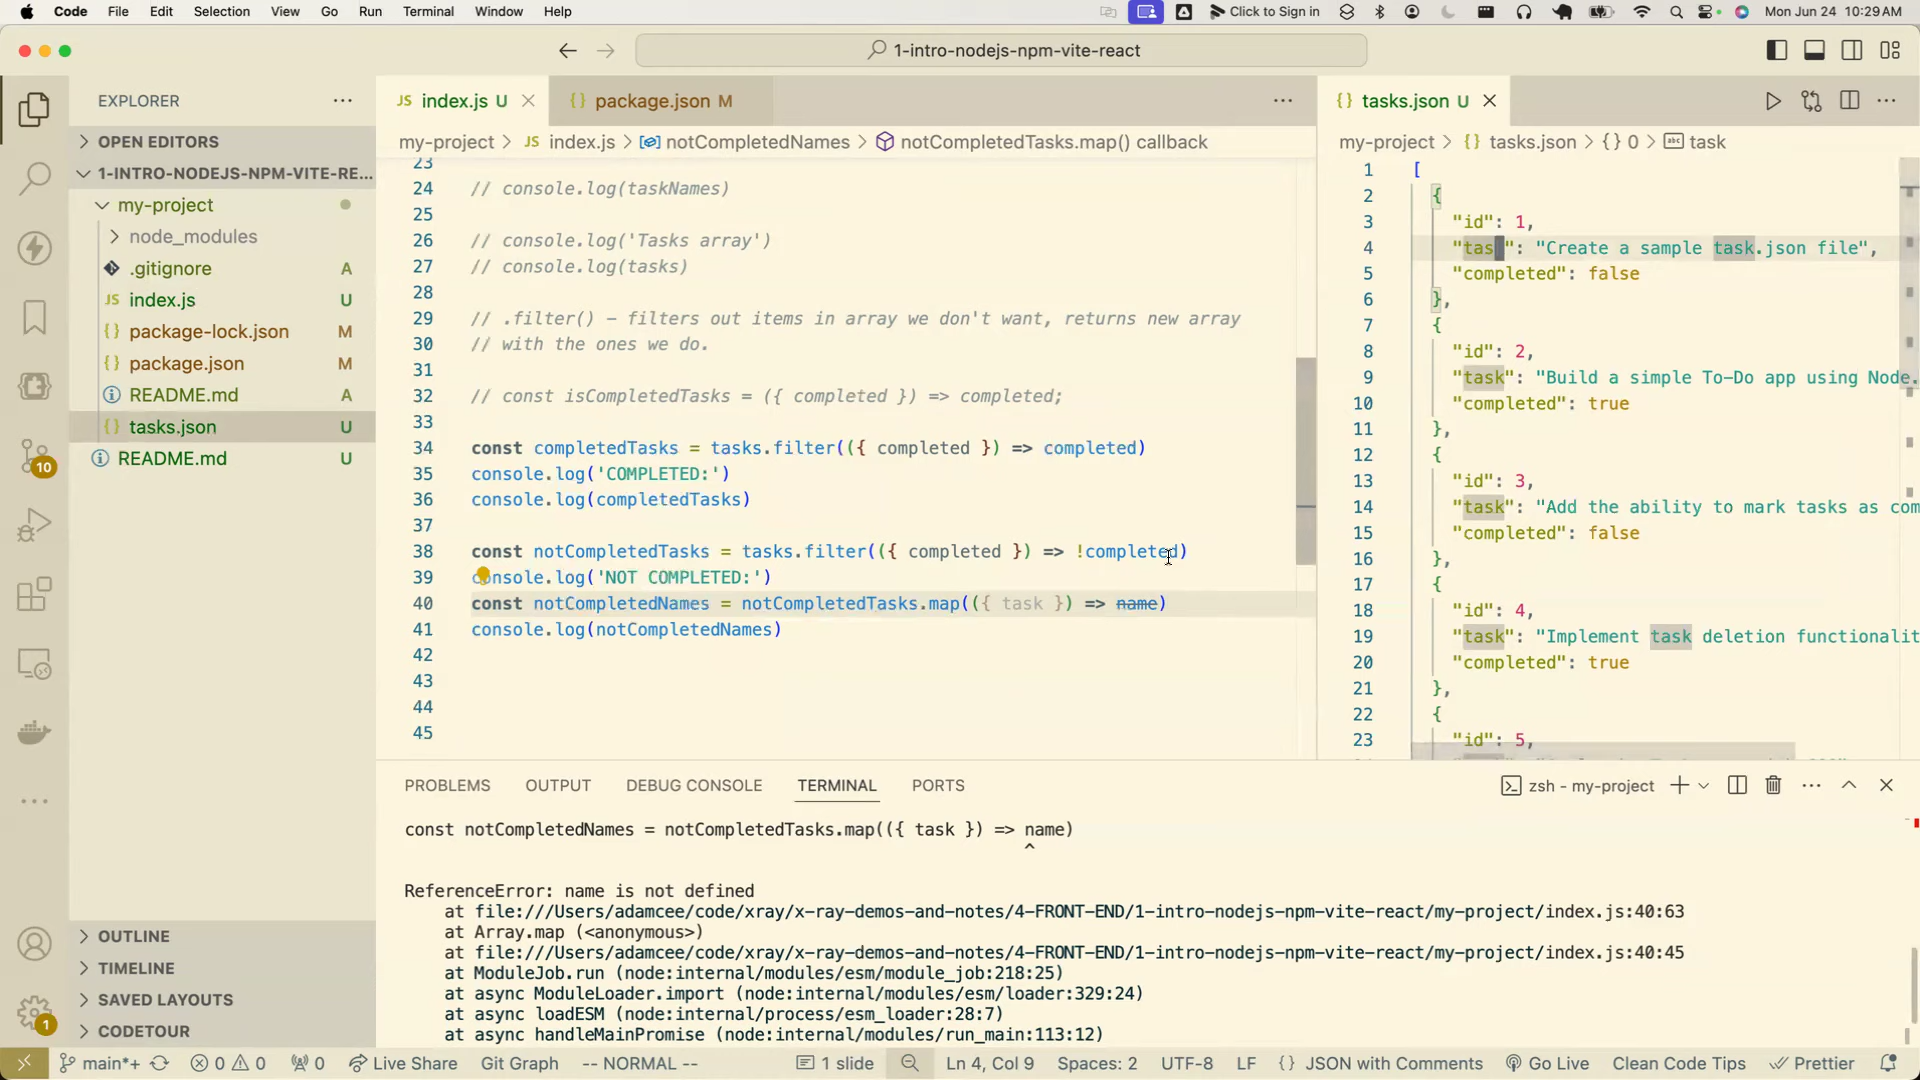 Code File Edit Selection View Go Run Terminal Window Help Click to Sign in Mon Jun 24 10:29 AM
1-intro-nodejs-npm-vite-react
EXPLORER
OPEN EDITORS
1-INTRO-NODEJS-NPM-VITE-RE...
my-project
node_modules
.gitignore A
JS index.js U
{} package-lock.json M
{} package.json M
README.md A
{} tasks.json U
README.md U
10
1
OUTLINE
TIMELINE
SAVED LAYOUTS
CODETOUR
JS index.js U
{} package.json M
my-project > JS index.js > notCompletedNames > notCompletedTasks.map() callback
23
24 // console.log(taskNames)
25
26 // console.log('Tasks array')
27 // console.log(tasks)
28
29 // .filter() – filters out items in array we don't want, returns new array
30 // with the ones we do.
31
32 // const isCompletedTasks = ({ completed }) => completed;
33
34 const completedTasks = tasks.filter(({ completed }) => completed)
35 console.log('COMPLETED:')
36 console.log(completedTasks)
37
38 const notCompletedTasks = tasks.filter(({ completed }) => !completed)
39 console.log('NOT COMPLETED:')
40 const notCompletedNames = notCompletedTasks.map(({ task }) => name)
41 console.log(notCompletedNames)
42
43
44
45
{} tasks.json U
my-project > {} tasks.json > {} 0 > abc task
1 [
2 {
3 "id": 1,
4 "task": "Create a sample task.json file",
5 "completed": false
6 },
7 {
8 "id": 2,
9 "task": "Build a simple To-Do app using Node.
10 "completed": true
11 },
12 {
13 "id": 3,
14 "task": "Add the ability to mark tasks as com
15 "completed": false
16 },
17 {
18 "id": 4,
19 "task": "Implement task deletion functionalit
20 "completed": true
21 },
22 {
23 "id": 5,
PROBLEMS OUTPUT DEBUG CONSOLE TERMINAL PORTS zsh - my-project
const notCompletedNames = notCompletedTasks.map(({ task }) => name)
^
ReferenceError: name is not defined
at file:///Users/adamcee/code/xray/x-ray-demos-and-notes/4-FRONT-END/1-intro-nodejs-npm-vite-react/my-project/index.js:40:63
at Array.map (<anonymous>)
at file:///Users/adamcee/code/xray/x-ray-demos-and-notes/4-FRONT-END/1-intro-nodejs-npm-vite-react/my-project/index.js:40:45
at ModuleJob.run (node:internal/modules/esm/module_job:218:25)
at async ModuleLoader.import (node:internal/modules/esm/loader:329:24)
at async loadESM (node:internal/process/esm_loader:28:7)
at async handleMainPromise (node:internal/modules/run_main:113:12)
main*+ 0 0 0 Live Share Git Graph -- NORMAL -- 1 slide Ln 4, Col 9 Spaces: 2 UTF-8 LF {} JSON with Comments Go Live Clean Code Tips Prettier